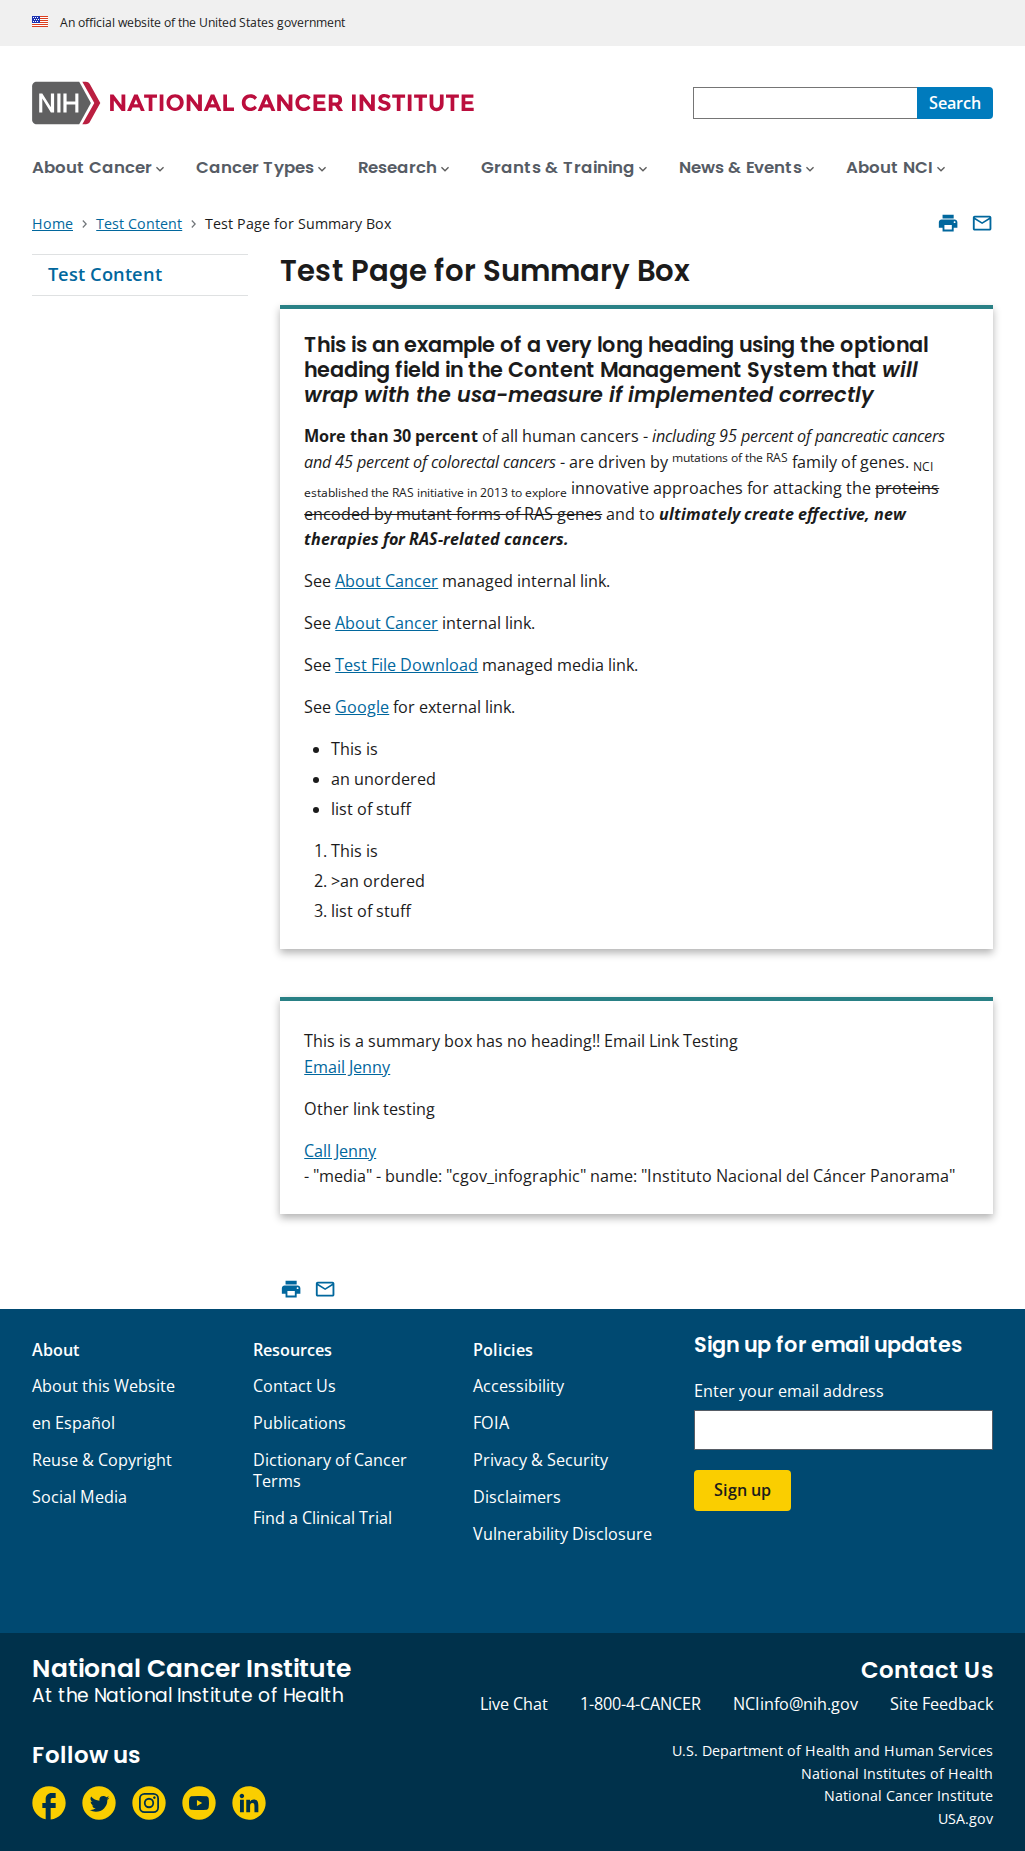 An official website of the United States government
NIH NATIONAL CANCER INSTITUTE
Search
About Cancer Cancer Types Research Grants & Training News & Events About NCI
Home > Test Content > Test Page for Summary Box
Test Content
Test Page for Summary Box
This is an example of a very long heading using the optional
heading field in the Content Management System that will
wrap with the usa-measure if implemented correctly
More than 30 percent of all human cancers - including 95 percent of pancreatic cancers
and 45 percent of colorectal cancers - are driven by mutations of the RAS family of genes. NCI
established the RAS initiative in 2013 to explore innovative approaches for attacking the proteins
encoded by mutant forms of RAS genes and to ultimately create effective, new
therapies for RAS-related cancers.
See About Cancer managed internal link.
See About Cancer internal link.
See Test File Download managed media link.
See Google for external link.
• This is
• an unordered
• list of stuff
1. This is
2. >an ordered
3. list of stuff
This is a summary box has no heading!! Email Link Testing
Email Jenny
Other link testing
Call Jenny
- "media" - bundle: "cgov_infographic" name: "Instituto Nacional del Cáncer Panorama"
About
About this Website
en Español
Reuse & Copyright
Social Media
Resources
Contact Us
Publications
Dictionary of Cancer
Terms
Find a Clinical Trial
Policies
Accessibility
FOIA
Privacy & Security
Disclaimers
Vulnerability Disclosure
Sign up for email updates
Enter your email address
Sign up
National Cancer Institute
At the National Institute of Health
Contact Us
Live Chat 1-800-4-CANCER NCIinfo@nih.gov Site Feedback
Follow us
U.S. Department of Health and Human Services
National Institutes of Health
National Cancer Institute
USA.gov